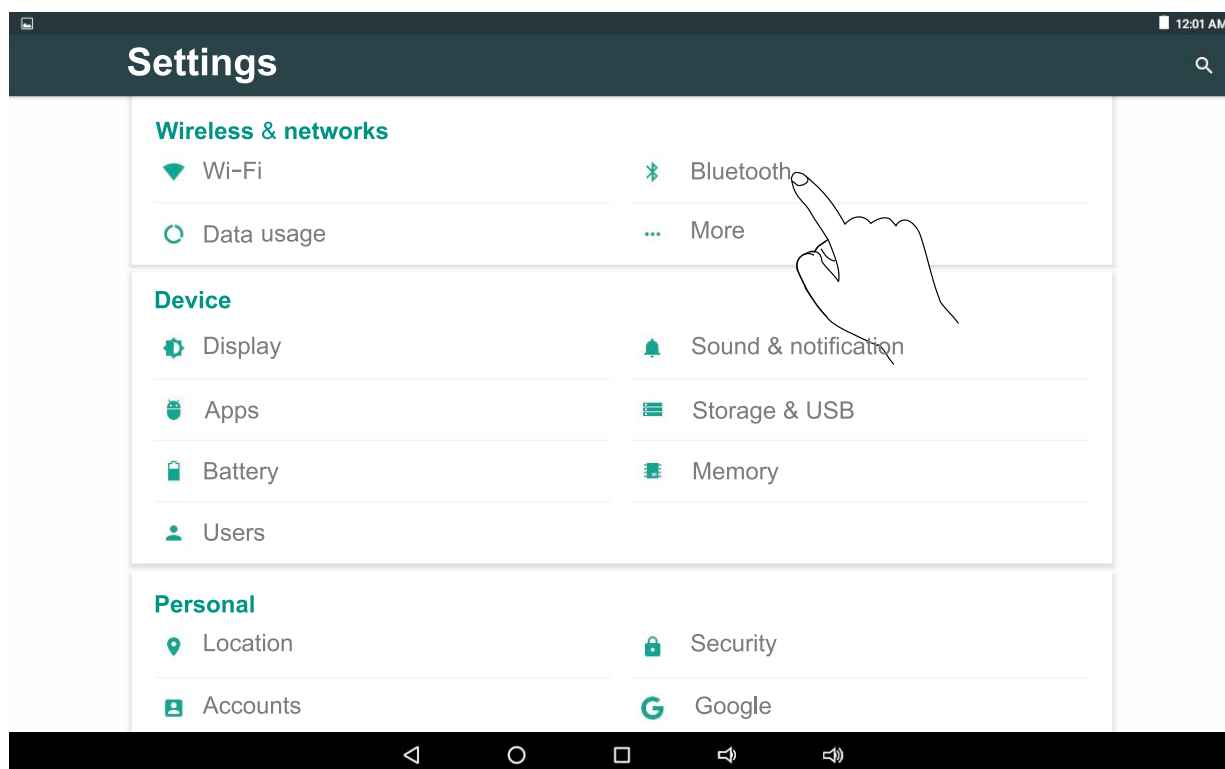 12:01 AM
Settings
Wireless & networks
Wi-Fi
Bluetooth
Data usage
More
Device
Display
Sound & notification
Apps
Storage & USB
Battery
Memory
Users
Personal
Location
Security
Accounts
Google